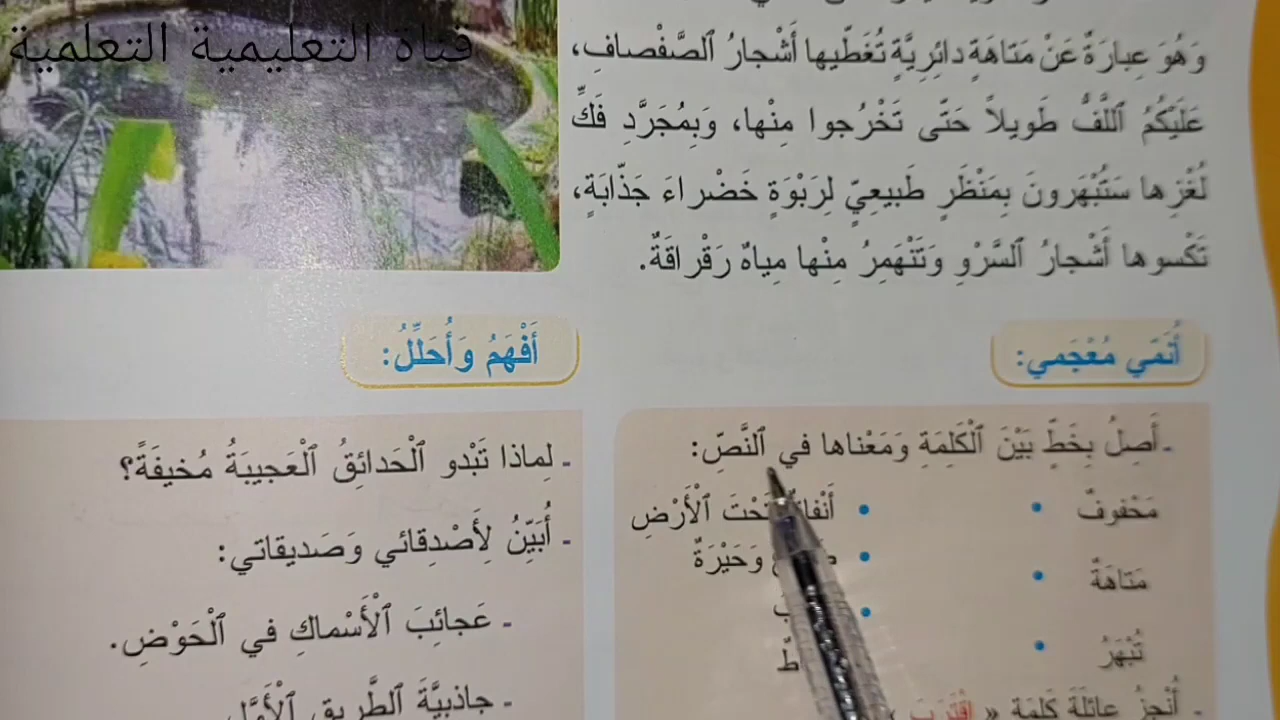 قناة التعليمية التعلمية
وَهُوَ عِبارَةٌ عَنْ مَتاهَةٍ دائِرِيَّةٍ تُغَطّيها أَشْجارُ ٱلصَّفْصافِ،
عَلَيْكُمُ ٱللَّفُّ طَويلاً حَتّى تَخْرُجوا مِنْها، وَبِمُجَرَّدِ فَكِّ
لُغْزِها سَتُبْهَرونَ بِمَنْظَرٍ طَبيعِيٍّ لِرَبْوَةٍ خَضْراءَ جَذّابَةٍ،
تَكْسوها أَشْجارُ ٱلسَّرْوِ وَتَنْهَمِرُ مِنْها مِياهٌ رَقْراقَةٌ.
أُنَمّي مُعْجَمي:
- أَصِلُ بِخَطٍّ بَيْنَ ٱلْكَلِمَةِ وَمَعْناها في ٱلنَّصِّ:
مَحْفوفٌ • • أَنْفاقٌ تَحْتَ ٱلْأَرْضِ
• وَحَيْرَةٌ
مَتاهَةٌ •
•
تُبْهَرُ •
- أُنْجِزُ عائِلَةَ كَلِمَةِ « اِقْتَرَبَ »
أَفْهَمُ وَأُحَلِّلُ:
- لِماذا تَبْدو ٱلْحَدائِقُ ٱلْعَجيبَةُ مُخيفَةً؟
- أُبَيِّنُ لِأَصْدِقائي وَصَديقاتي:
- عَجائِبَ ٱلْأَسْماكِ في ٱلْحَوْضِ.
- جاذِبِيَّةَ ٱلطَّريقِ ٱلْأَوَّلِ